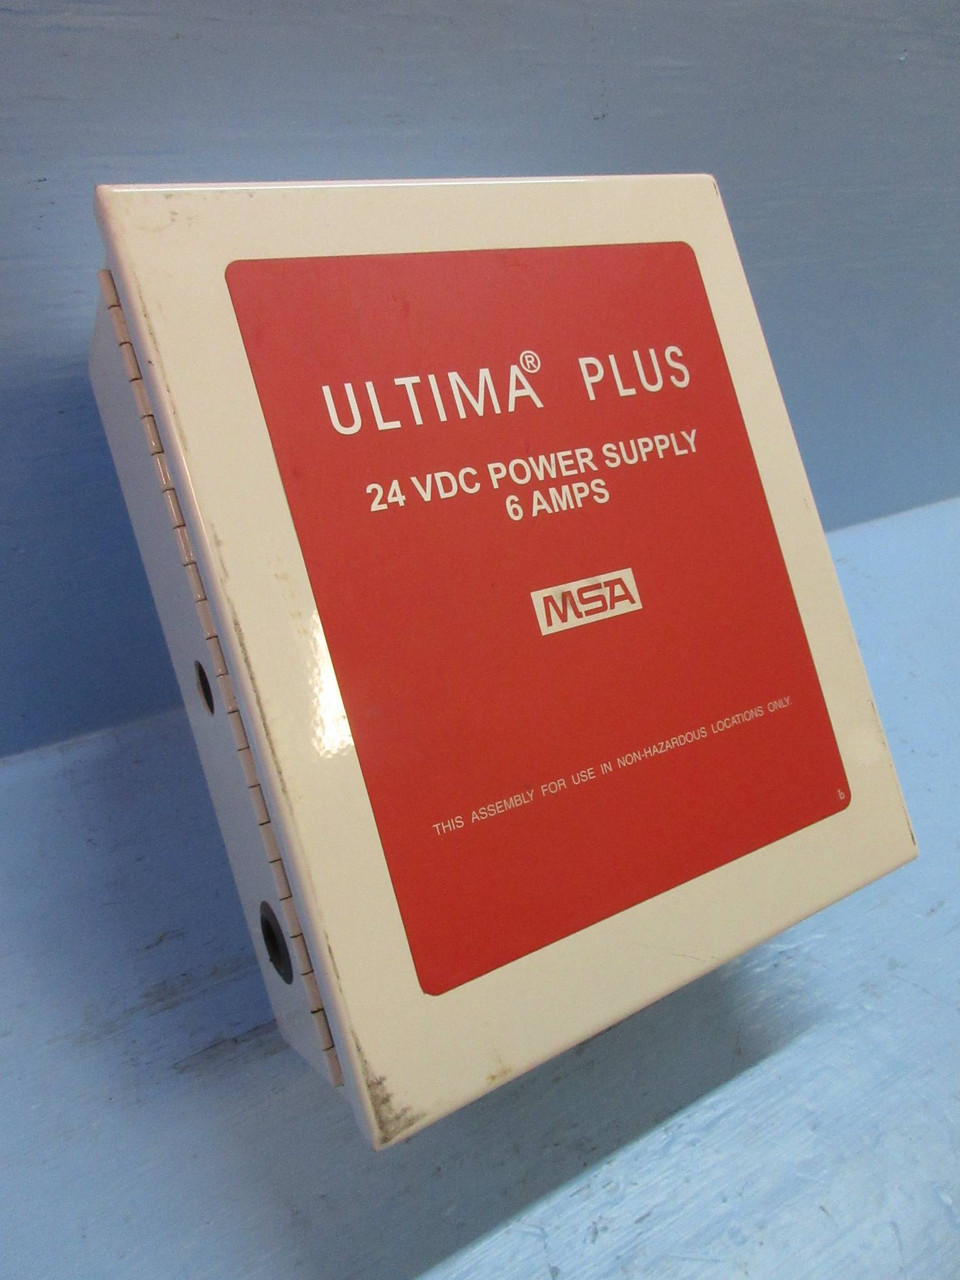 ULTIMA® PLUS
24 VDC POWER SUPPLY
6 AMPS
MSA
THIS ASSEMBLY FOR USE IN NON-HAZARDOUS LOCATIONS ONLY.